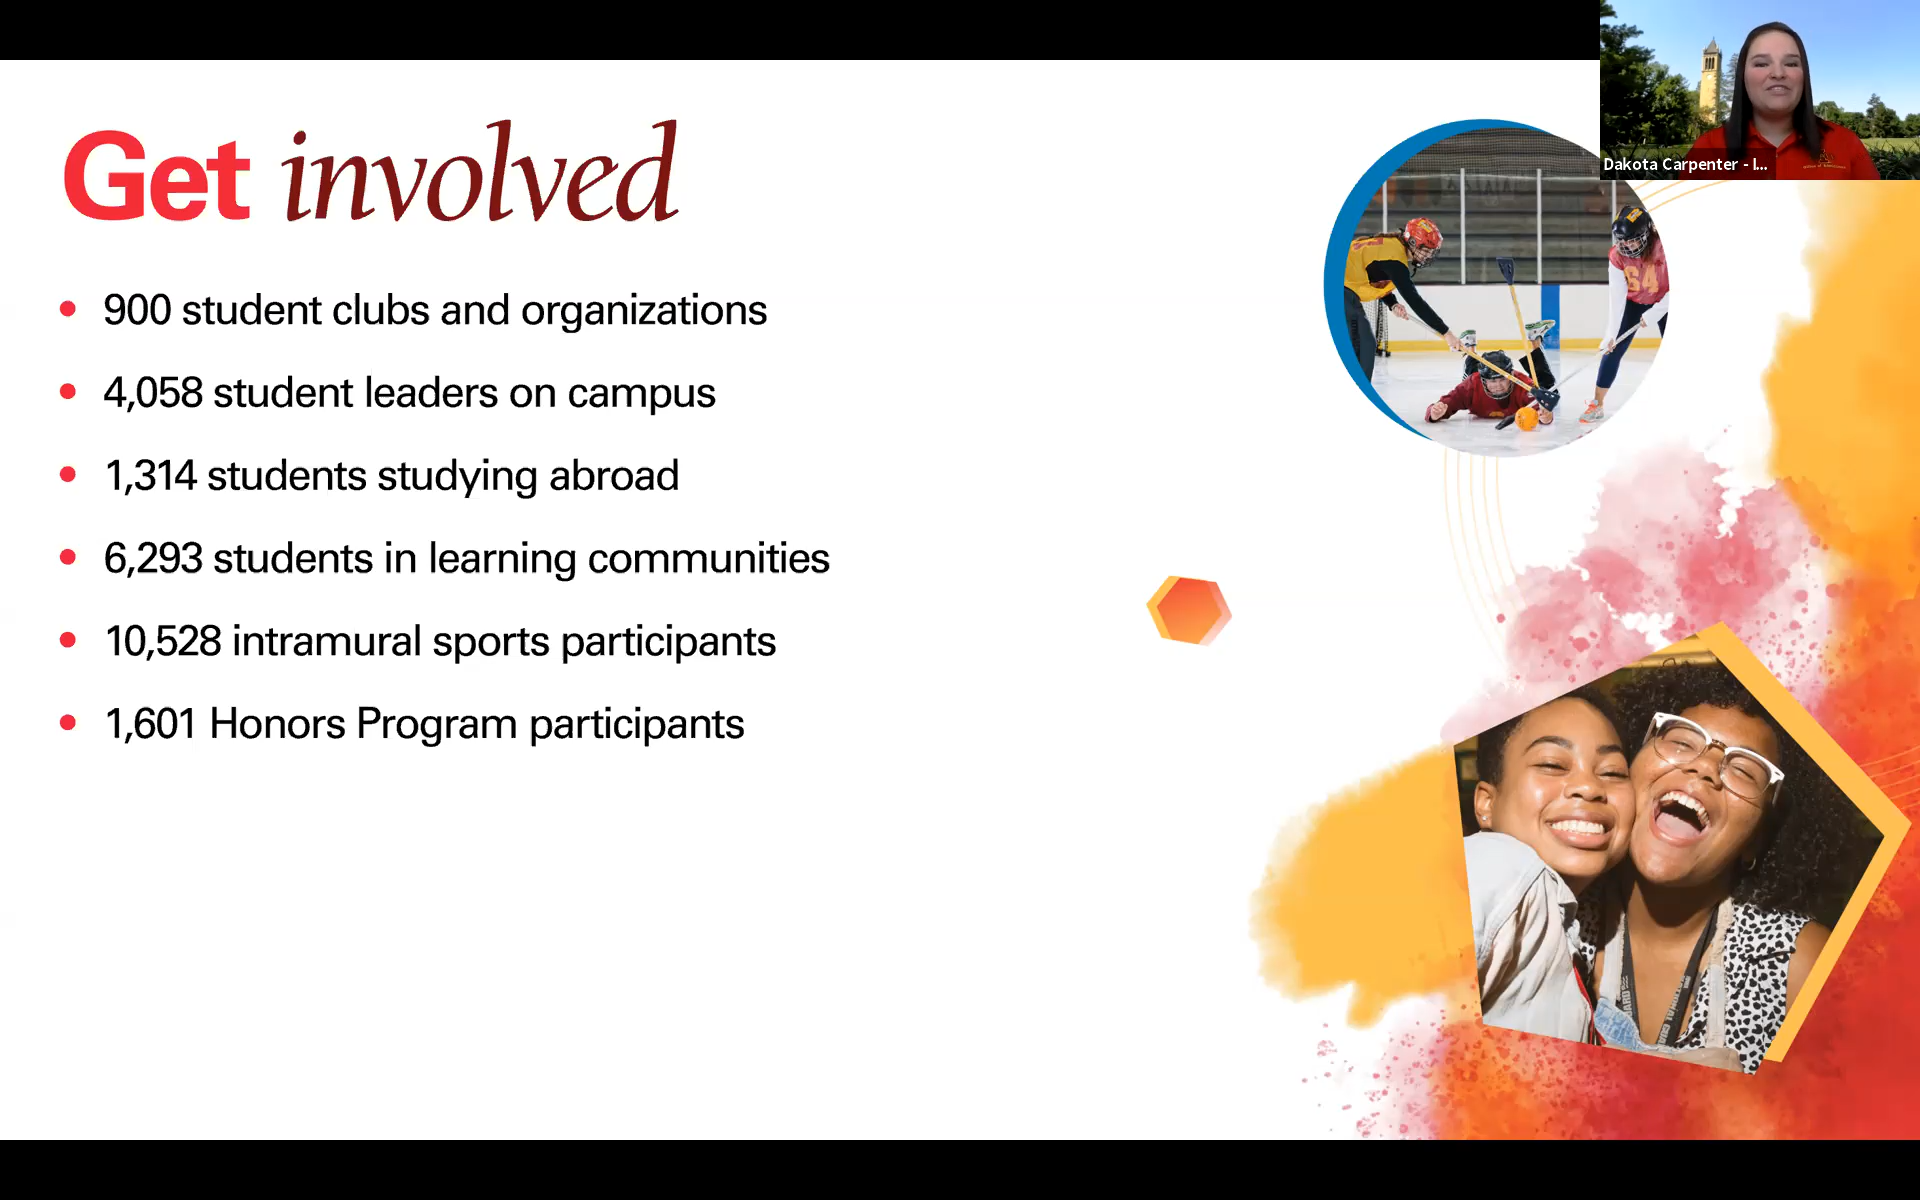 Get involved
900 student clubs and organizations
4,058 student leaders on campus
1,314 students studying abroad
6,293 students in learning communities
10,528 intramural sports participants
1,601 Honors Program participants
Dakota Carpenter - I...
64